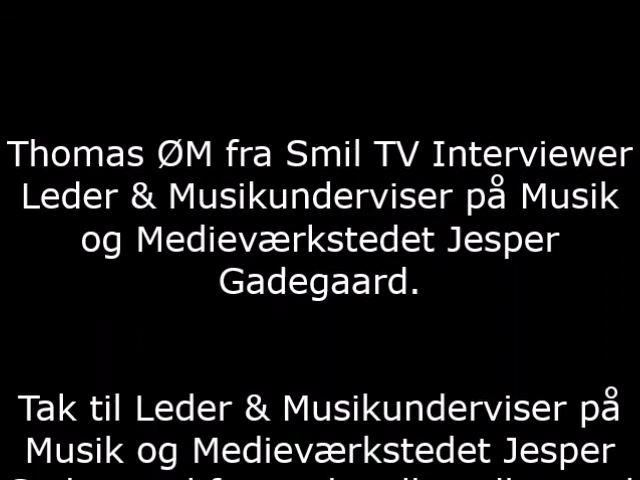 Thomas ØM fra Smil TV Interviewer
Leder & Musikunderviser på Musik
og Medieværkstedet Jesper
Gadegaard.
Tak til Leder & Musikunderviser på
Musik og Medieværkstedet Jesper